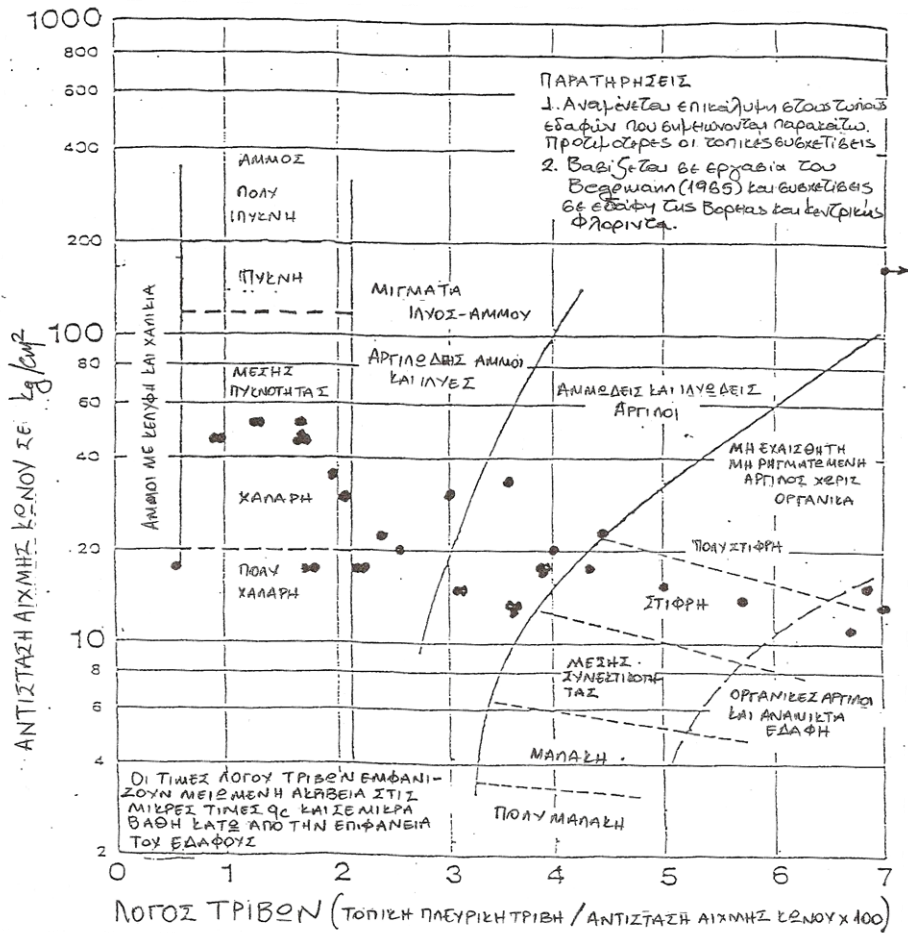 1000
800
600
400
200
100
80
60
40
20
10
8
6
4
2
ΑΝΤΙΣΤΑΣΗ ΑΙΧΜΗΣ ΚΩΝΟΥ ΣΕ kg/cm²
ΠΑΡΑΤΗΡΗΣΕΙΣ
1. Αναμένεται επικάλυψη στους τύπους
εδαφών που σημειώνονται παρακάτω.
Προτιμότερες οι τοπικές συσχετίσεις
2. Βασίζεται σε εργασία του
Begemann (1965) και συσχετίσεις
σε εδάφη της Βόρειας και κεντρικής
Φλόριντα.
ΑΜΜΟΣ
ΠΟΛΥ
ΠΥΚΝΗ
ΠΥΚΝΗ
ΜΕΣΗΣ
ΠΥΚΝΟΤΗΤΑΣ
ΧΑΛΑΡΗ
ΠΟΛΥ
ΧΑΛΑΡΗ
ΑΜΜΟΙ ΜΕ ΚΕΛΥΦΗ ΚΑΙ ΧΑΛΙΚΙΑ
ΜΙΓΜΑΤΑ
ΙΛΥΟΣ-ΑΜΜΟΥ
ΑΡΓΙΛΩΔΕΙΣ ΑΜΜΟΙ
ΚΑΙ ΙΛΥΕΣ
ΑΜΜΩΔΕΙΣ ΚΑΙ ΙΛΥΩΔΕΙΣ
ΑΡΓΙΛΟΙ
ΜΗ ΕΧΑΙΣΘΗΤΗ
ΜΗ ΡΗΓΜΑΤΩΜΕΝΗ
ΑΡΓΙΛΟΣ ΧΩΡΙΣ
ΟΡΓΑΝΙΚΑ
ΠΟΛΥ ΣΤΙΦΡΗ
ΣΤΙΦΡΗ
ΜΕΣΗΣ
ΣΥΝΕΚΤΙΚΟΤΗ
ΤΑΣ
ΟΡΓΑΝΙΚΕΣ ΑΡΓΙΛΟΙ
ΚΑΙ ΑΝΑΜΙΚΤΑ
ΕΔΑΦΗ
ΜΑΛΑΚΗ
ΠΟΛΥ ΜΑΛΑΚΗ
ΟΙ ΤΙΜΕΣ ΛΟΓΟΥ ΤΡΙΒΩΝ ΕΜΦΑΝΙ-
ΖΟΥΝ ΜΕΙΩΜΕΝΗ ΑΚΡΙΒΕΙΑ ΣΤΙΣ
ΜΙΚΡΕΣ ΤΙΜΕΣ qc ΚΑΙ ΣΕ ΜΙΚΡΑ
ΒΑΘΗ ΚΑΤΩ ΑΠΟ ΤΗΝ ΕΠΙΦΑΝΕΙΑ
ΤΟΥ ΕΔΑΦΟΥΣ
0 1 2 3 4 5 6 7
ΛΟΓΟΣ ΤΡΙΒΩΝ (ΤΟΠΙΚΗ ΠΛΕΥΡΙΚΗ ΤΡΙΒΗ / ΑΝΤΙΣΤΑΣΗ ΑΙΧΜΗΣ ΚΩΝΟΥ x 100)